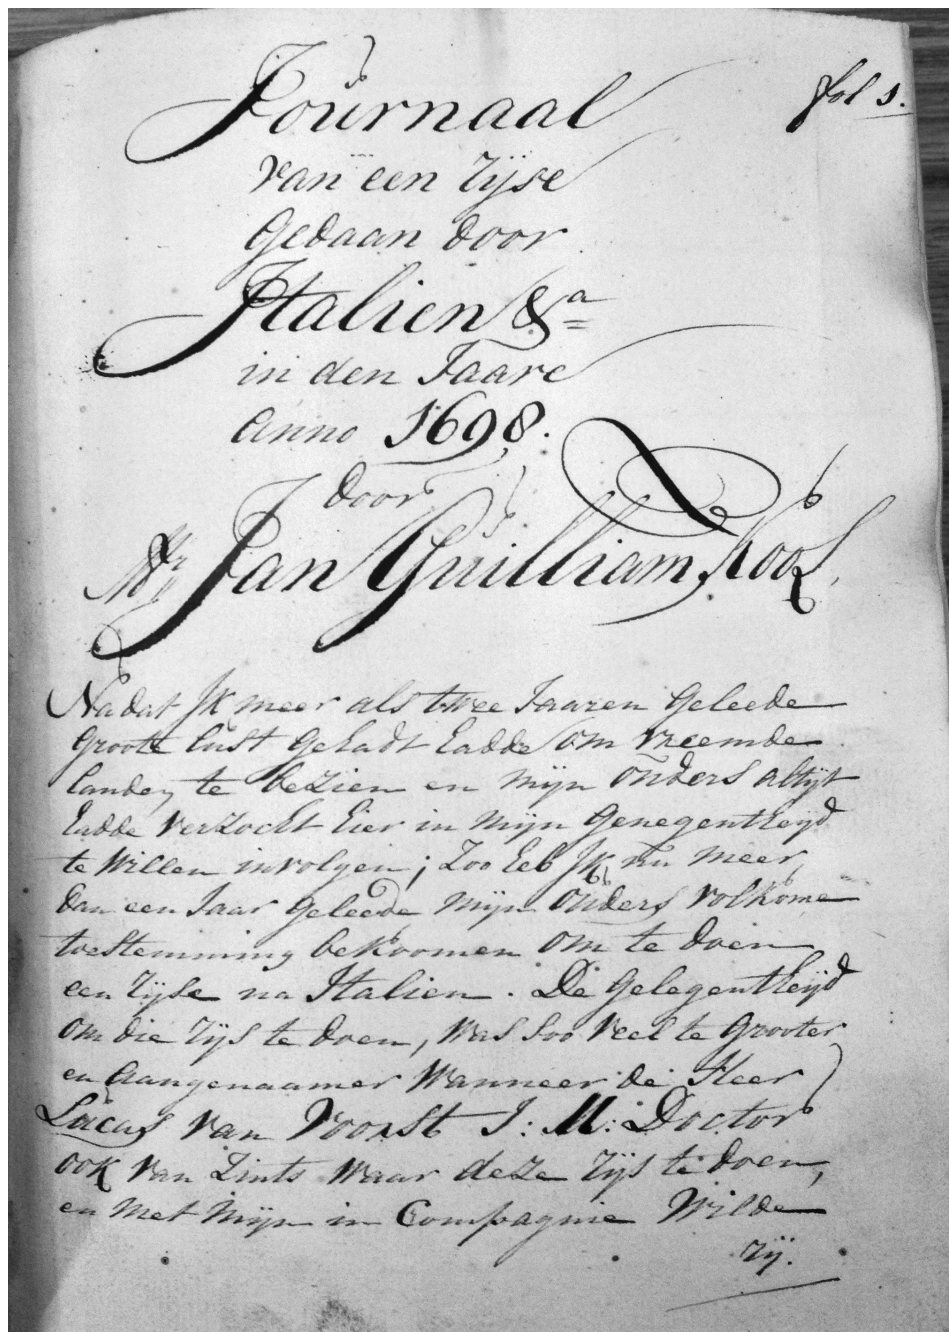 fol 1.
Journaal
van een rijse
Gedaan door
Italien &a
in den Jaare
Anno 1698.
door
Mr Jan Guilliam Kool,
Nadat Ik meer als twee Jaaren geleede
groote lust gehadt hadde om vreemde
landen te bezien en mijn ouders altijt
hadde verzocht hier in mijn genegentheijd
te willen involgen; zoo heb Ik nu meer
dan een Jaar geleede mijn ouders volkome
toestemming bekoomen om te doen
een rijse na Italien. De gelegentheijd
om die rijs te doen, was soo veel te grooter
en aangenaamer wanneer de Heer
Lucas van Voorst J: M: Doctor
ook van zints waar deze rijs te doen,
en met mijn in Compagnie wilde
rij.